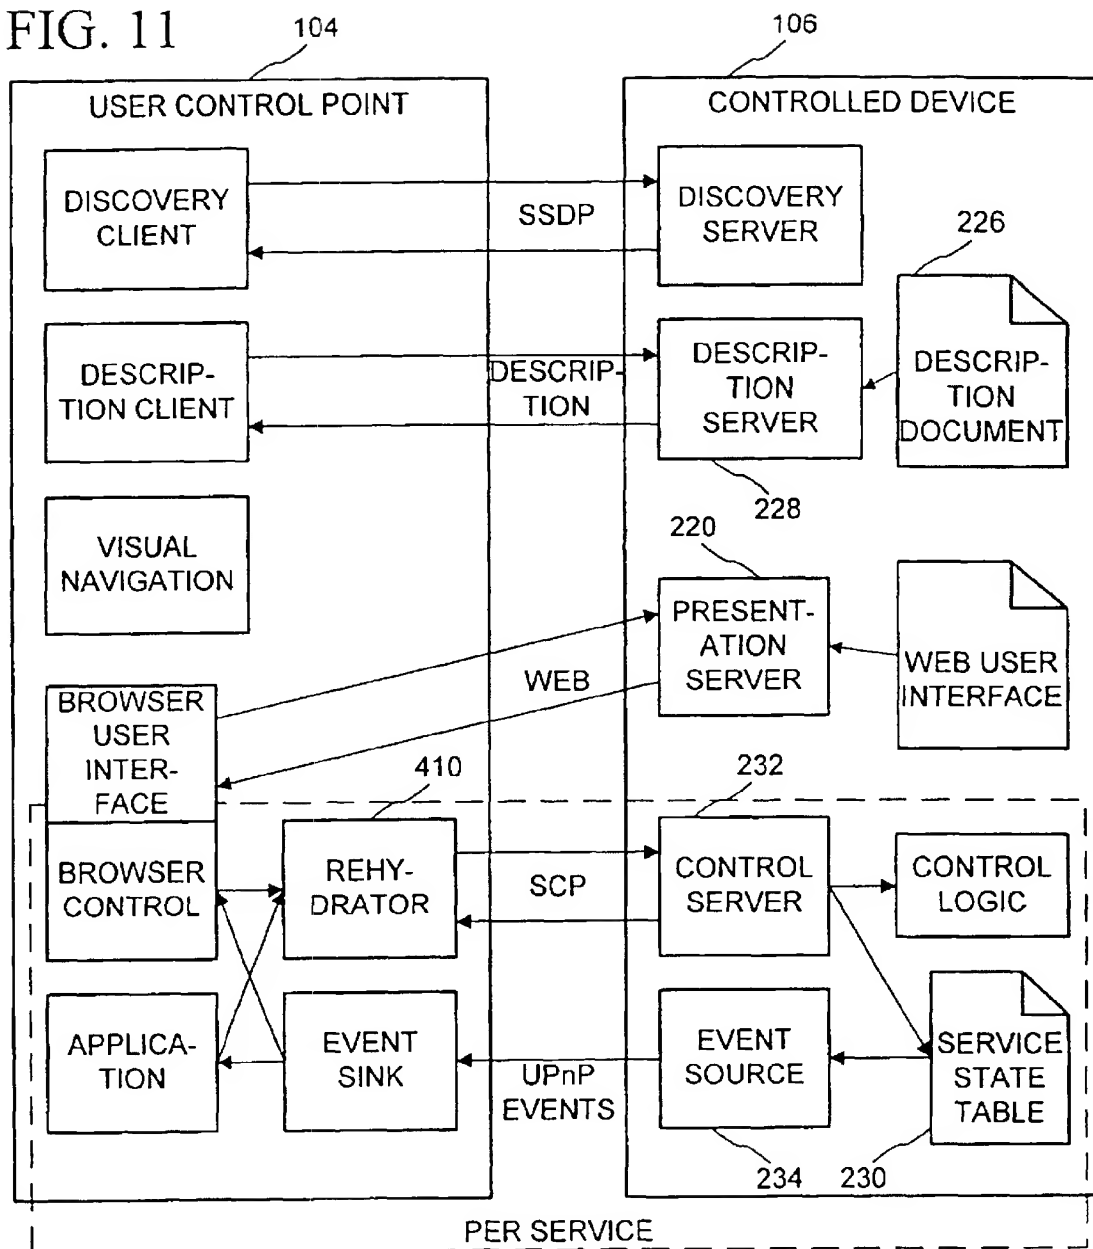 FIG. 11
104
106
USER CONTROL POINT
CONTROLLED DEVICE
DISCOVERY
CLIENT
SSDP
DISCOVERY
SERVER
226
DESCRIP-
TION CLIENT
DESCRIP-
TION
DESCRIP-
TION
SERVER
DESCRIP-
TION
DOCUMENT
228
VISUAL
NAVIGATION
220
PRESENT-
ATION
SERVER
WEB USER
INTERFACE
WEB
BROWSER
USER
INTER-
FACE
410
232
BROWSER
CONTROL
REHY-
DRATOR
SCP
CONTROL
SERVER
CONTROL
LOGIC
APPLICA-
TION
EVENT
SINK
UPnP
EVENTS
EVENT
SOURCE
SERVICE
STATE
TABLE
234
230
PER SERVICE